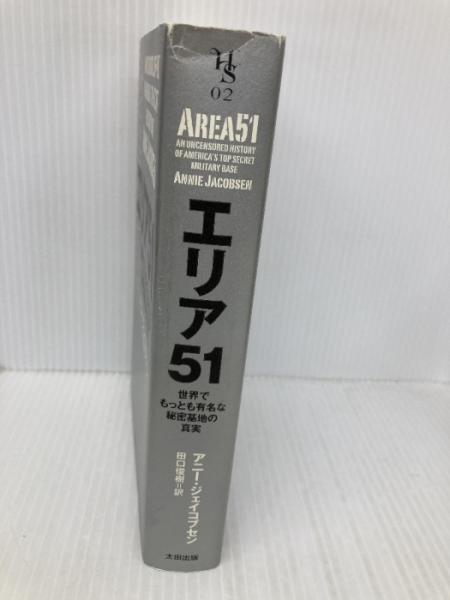 HS
02
AREA51
AN UNCENSORED HISTORY
OF AMERICA'S TOP SECRET
MILITARY BASE
ANNIE JACOBSEN
エリア
51
世界で
もっとも有名な
秘密基地の
真実
アニー・ジェイコブセン
田口俊樹=訳
太田出版